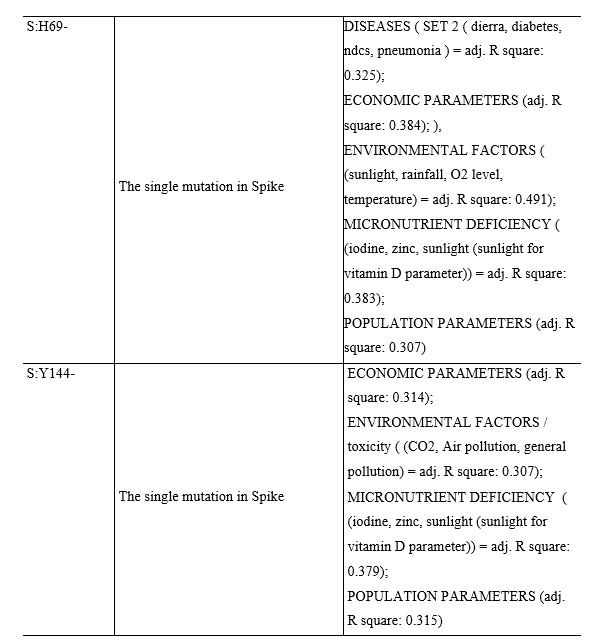 S:H69-
The single mutation in Spike
DISEASES ( SET 2 ( dierra, diabetes,
ndcs, pneumonia ) = adj. R square:
0.325);
ECONOMIC PARAMETERS (adj. R
square: 0.384); ),
ENVIRONMENTAL FACTORS (
(sunlight, rainfall, O2 level,
temperature) = adj. R square: 0.491);
MICRONUTRIENT DEFICIENCY (
(iodine, zinc, sunlight (sunlight for
vitamin D parameter)) = adj. R square:
0.383);
POPULATION PARAMETERS (adj. R
square: 0.307)
S:Y144-
The single mutation in Spike
ECONOMIC PARAMETERS (adj. R
square: 0.314);
ENVIRONMENTAL FACTORS /
toxicity ( (CO2, Air pollution, general
pollution) = adj. R square: 0.307);
MICRONUTRIENT DEFICIENCY (
(iodine, zinc, sunlight (sunlight for
vitamin D parameter)) = adj. R square:
0.379);
POPULATION PARAMETERS (adj.
R square: 0.315)